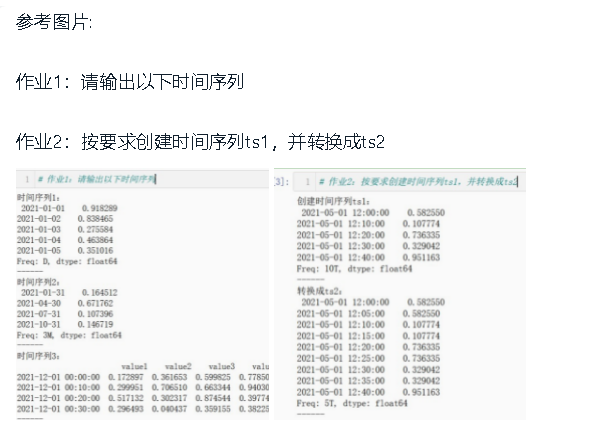 参考图片:
作业1：请输出以下时间序列
作业2：按要求创建时间序列ts1，并转换成ts2
1 # 作业1：请输出以下时间序列
时间序列1：
2021-01-01 0.918289
2021-01-02 0.838465
2021-01-03 0.275584
2021-01-04 0.463864
2021-01-05 0.351016
Freq: D, dtype: float64
------
时间序列2：
2021-01-31 0.164512
2021-04-30 0.671762
2021-07-31 0.107396
2021-10-31 0.146719
Freq: 3M, dtype: float64
------
时间序列3：
value1 value2 value3 valu
2021-12-01 00:00:00 0.172897 0.361653 0.599825 0.77850
2021-12-01 00:10:00 0.299951 0.706510 0.663344 0.94030
2021-12-01 00:20:00 0.517132 0.302317 0.874544 0.39774
2021-12-01 00:30:00 0.296493 0.040437 0.359155 0.38225
------
3]: 1 # 作业2：按要求创建时间序列ts1，并转换成ts2
创建时间序列ts1：
2021-05-01 12:00:00 0.582550
2021-05-01 12:10:00 0.107774
2021-05-01 12:20:00 0.736335
2021-05-01 12:30:00 0.329042
2021-05-01 12:40:00 0.951163
Freq: 10T, dtype: float64
------
转换成ts2：
2021-05-01 12:00:00 0.582550
2021-05-01 12:05:00 0.582550
2021-05-01 12:10:00 0.107774
2021-05-01 12:15:00 0.107774
2021-05-01 12:20:00 0.736335
2021-05-01 12:25:00 0.736335
2021-05-01 12:30:00 0.329042
2021-05-01 12:35:00 0.329042
2021-05-01 12:40:00 0.951163
Freq: 5T, dtype: float64
------